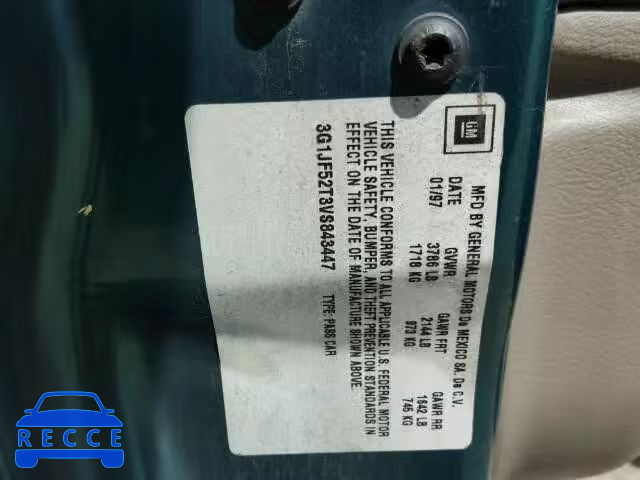 GM
MFD BY GENERAL MOTORS De MEXICO SA. De C.V.
DATE GVWR GAWR FRT GAWR RR
01/97 3786 LB 2144 LB 1642 LB
1718 KG 973 KG 745 KG
THIS VEHICLE CONFORMS TO ALL APPLICABLE U.S. FEDERAL MOTOR
VEHICLE SAFETY, BUMPER, AND THEFT PREVENTION STANDARDS IN
EFFECT ON THE DATE OF MANUFACTURE SHOWN ABOVE.
3G1JF52T3VS843447 TYPE: PASS CAR
RECCE